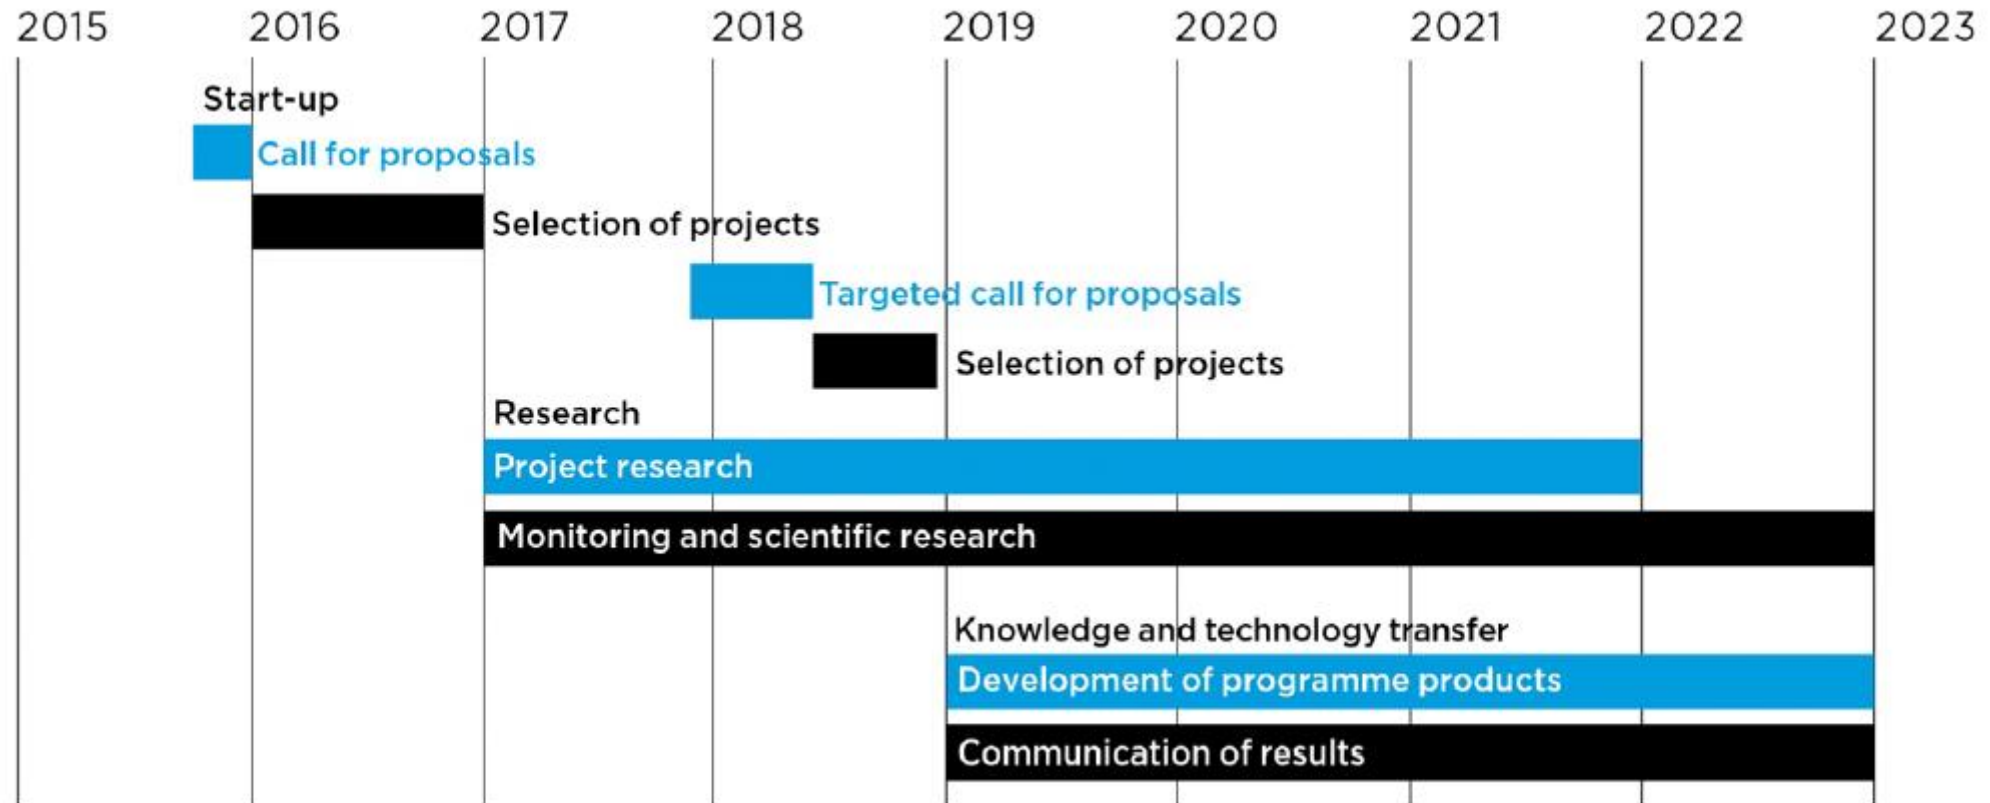 2015 2016 2017 2018 2019 2020 2021 2022 2023
Start-up
Call for proposals
Selection of projects
Targeted call for proposals
Selection of projects
Research
Project research
Monitoring and scientific research
Knowledge and technology transfer
Development of programme products
Communication of results